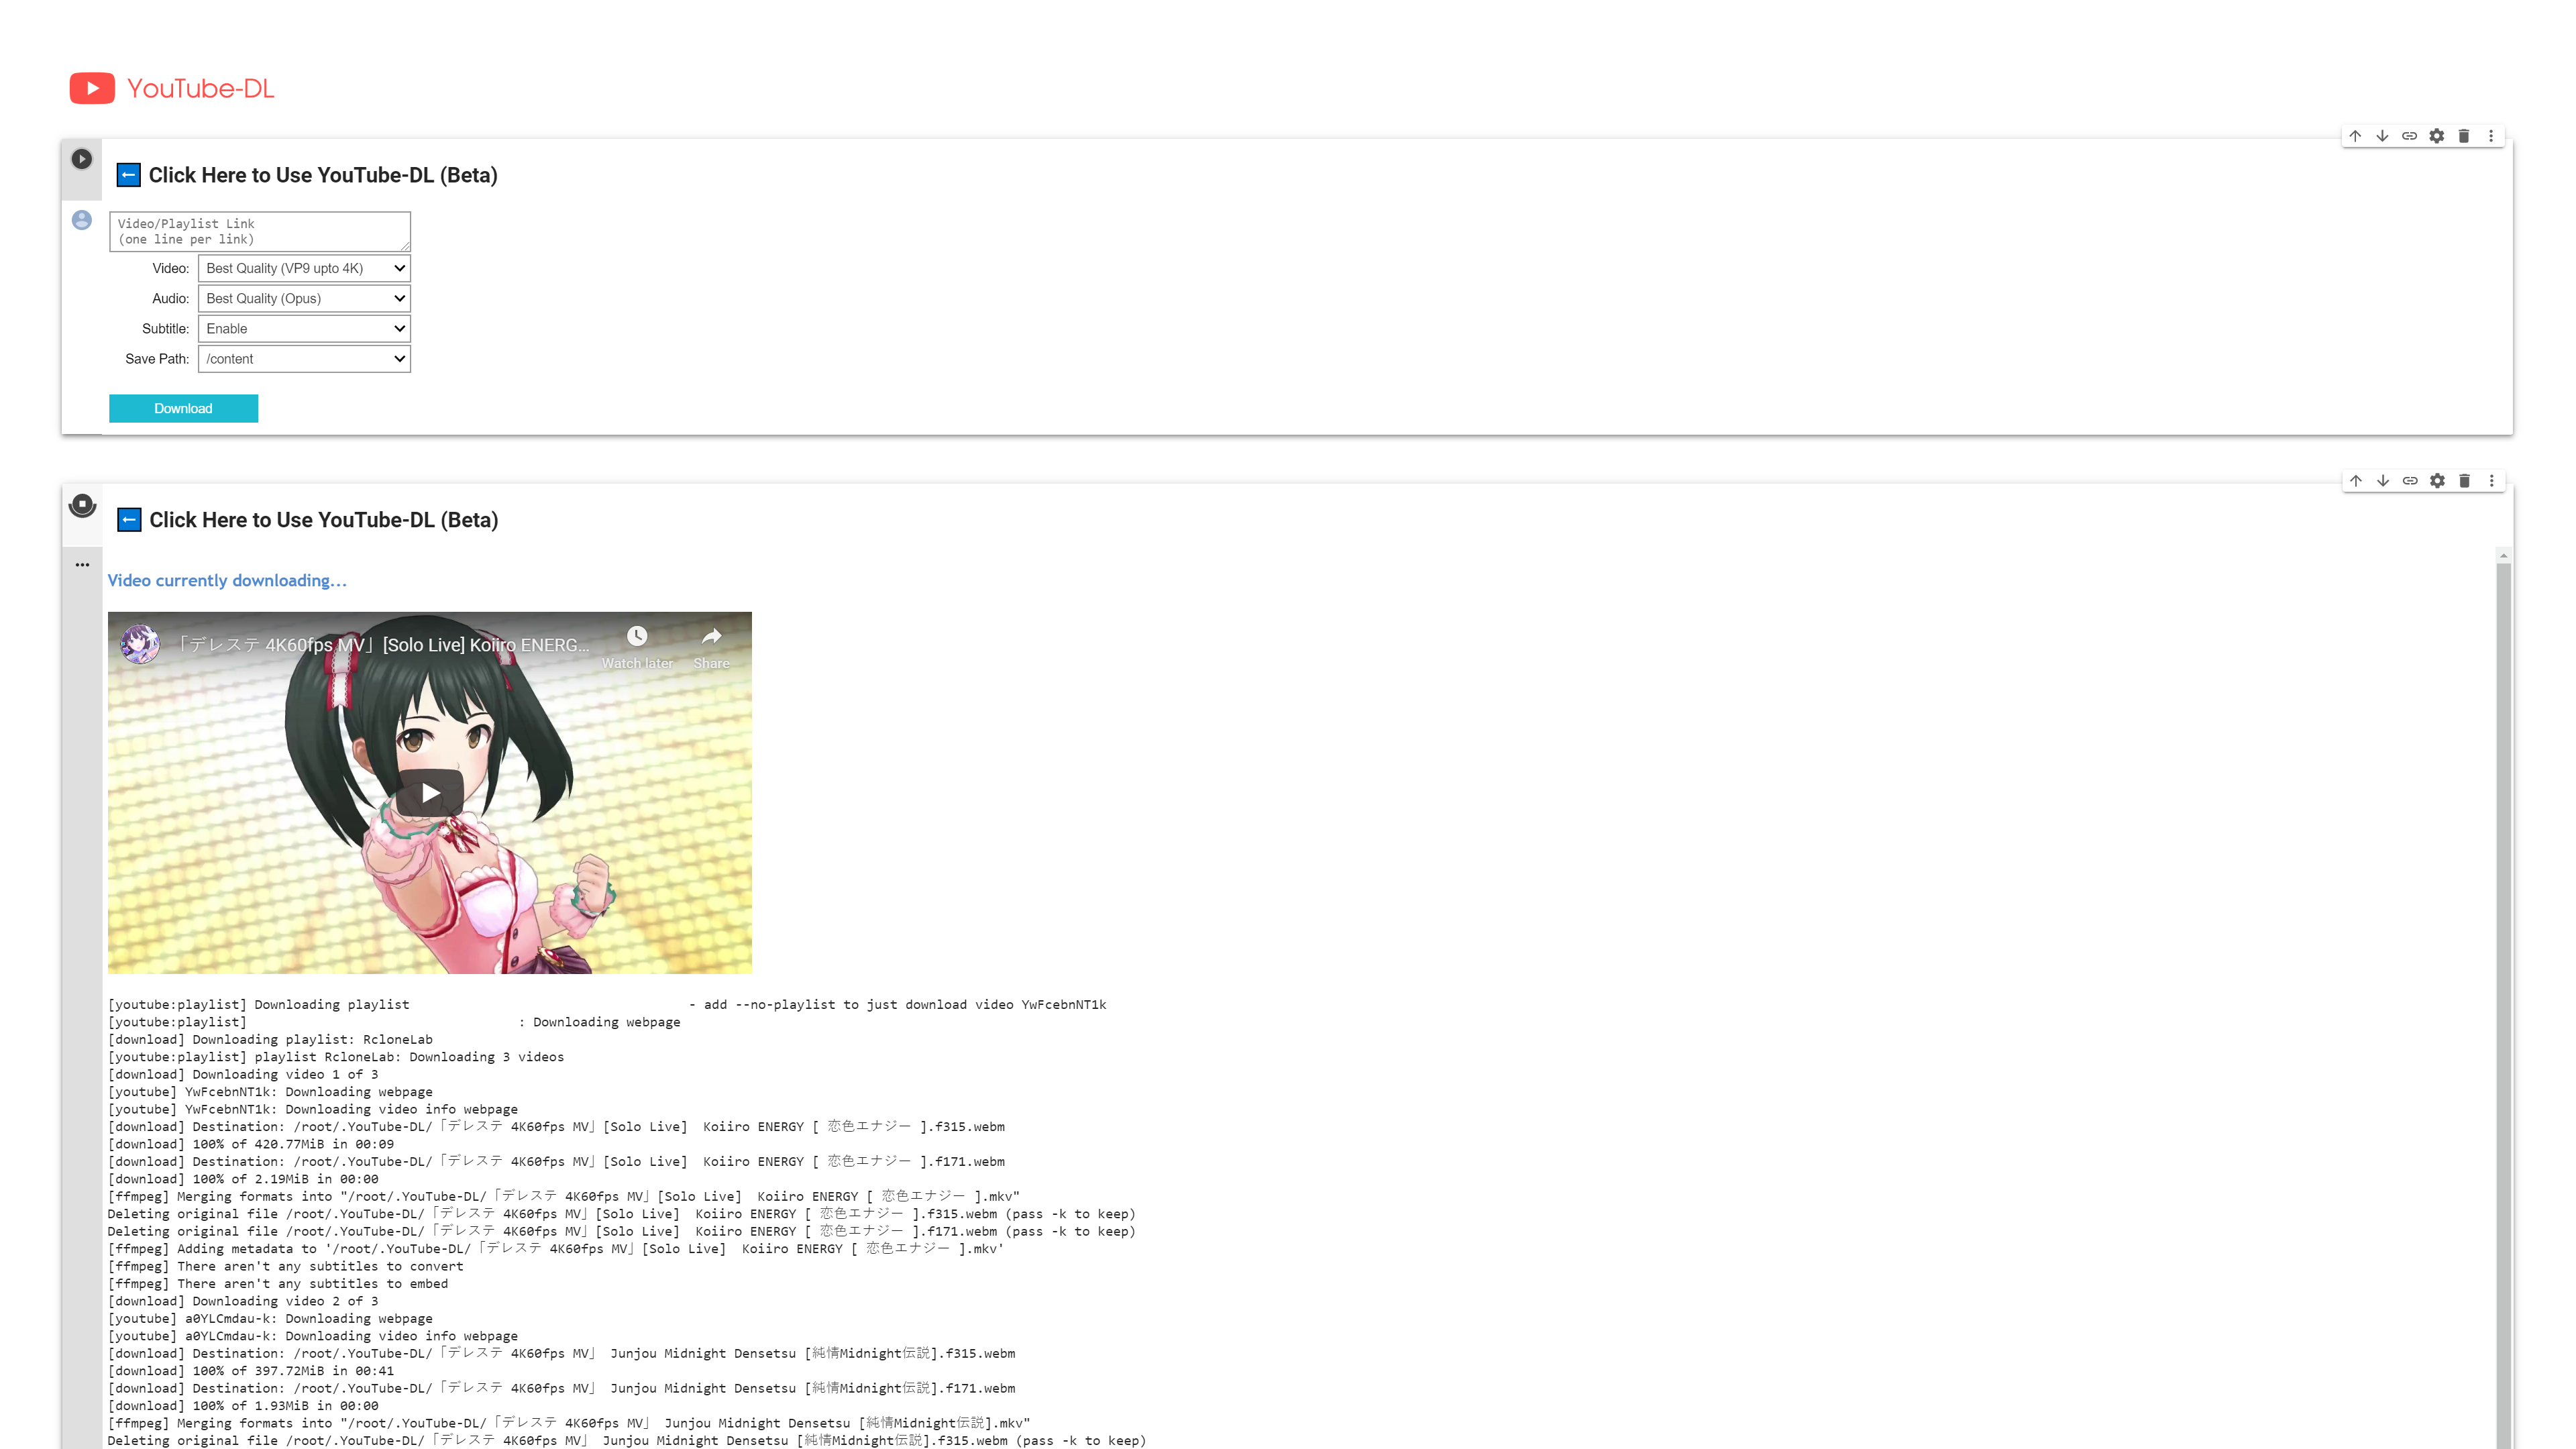 YouTube-DL
Click Here to Use YouTube-DL (Beta)
Video/Playlist Link
(one line per link)
Video: Best Quality (VP9 upto 4K)
Audio: Best Quality (Opus)
Subtitle: Enable
Save Path: /content
Download
Click Here to Use YouTube-DL (Beta)
Video currently downloading...
「デレステ 4K60fps MV」[Solo Live] Koiiro ENERG...
Watch later Share
[youtube:playlist] Downloading playlist - add --no-playlist to just download video YwFcebnNT1k
[youtube:playlist] : Downloading webpage
[download] Downloading playlist: RcloneLab
[youtube:playlist] playlist RcloneLab: Downloading 3 videos
[download] Downloading video 1 of 3
[youtube] YwFcebnNT1k: Downloading webpage
[youtube] YwFcebnNT1k: Downloading video info webpage
[download] Destination: /root/.YouTube-DL/「デレステ 4K60fps MV」[Solo Live]  Koiiro ENERGY [ 恋色エナジー ].f315.webm
[download] 100% of 420.77MiB in 00:09
[download] Destination: /root/.YouTube-DL/「デレステ 4K60fps MV」[Solo Live]  Koiiro ENERGY [ 恋色エナジー ].f171.webm
[download] 100% of 2.19MiB in 00:00
[ffmpeg] Merging formats into "/root/.YouTube-DL/「デレステ 4K60fps MV」[Solo Live]  Koiiro ENERGY [ 恋色エナジー ].mkv"
Deleting original file /root/.YouTube-DL/「デレステ 4K60fps MV」[Solo Live]  Koiiro ENERGY [ 恋色エナジー ].f315.webm (pass -k to keep)
Deleting original file /root/.YouTube-DL/「デレステ 4K60fps MV」[Solo Live]  Koiiro ENERGY [ 恋色エナジー ].f171.webm (pass -k to keep)
[ffmpeg] Adding metadata to '/root/.YouTube-DL/「デレステ 4K60fps MV」[Solo Live]  Koiiro ENERGY [ 恋色エナジー ].mkv'
[ffmpeg] There aren't any subtitles to convert
[ffmpeg] There aren't any subtitles to embed
[download] Downloading video 2 of 3
[youtube] a0YLCmdau-k: Downloading webpage
[youtube] a0YLCmdau-k: Downloading video info webpage
[download] Destination: /root/.YouTube-DL/「デレステ 4K60fps MV」 Junjou Midnight Densetsu [純情Midnight伝説].f315.webm
[download] 100% of 397.72MiB in 00:41
[download] Destination: /root/.YouTube-DL/「デレステ 4K60fps MV」 Junjou Midnight Densetsu [純情Midnight伝説].f171.webm
[download] 100% of 1.93MiB in 00:00
[ffmpeg] Merging formats into "/root/.YouTube-DL/「デレステ 4K60fps MV」 Junjou Midnight Densetsu [純情Midnight伝説].mkv"
Deleting original file /root/.YouTube-DL/「デレステ 4K60fps MV」 Junjou Midnight Densetsu [純情Midnight伝説].f315.webm (pass -k to keep)